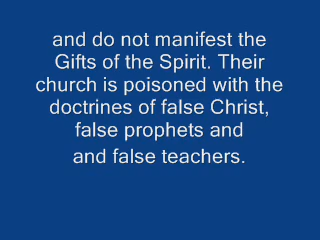 and do not manifest the
Gifts of the Spirit. Their
church is poisoned with the
doctrines of false Christ,
false prophets and
and false teachers.